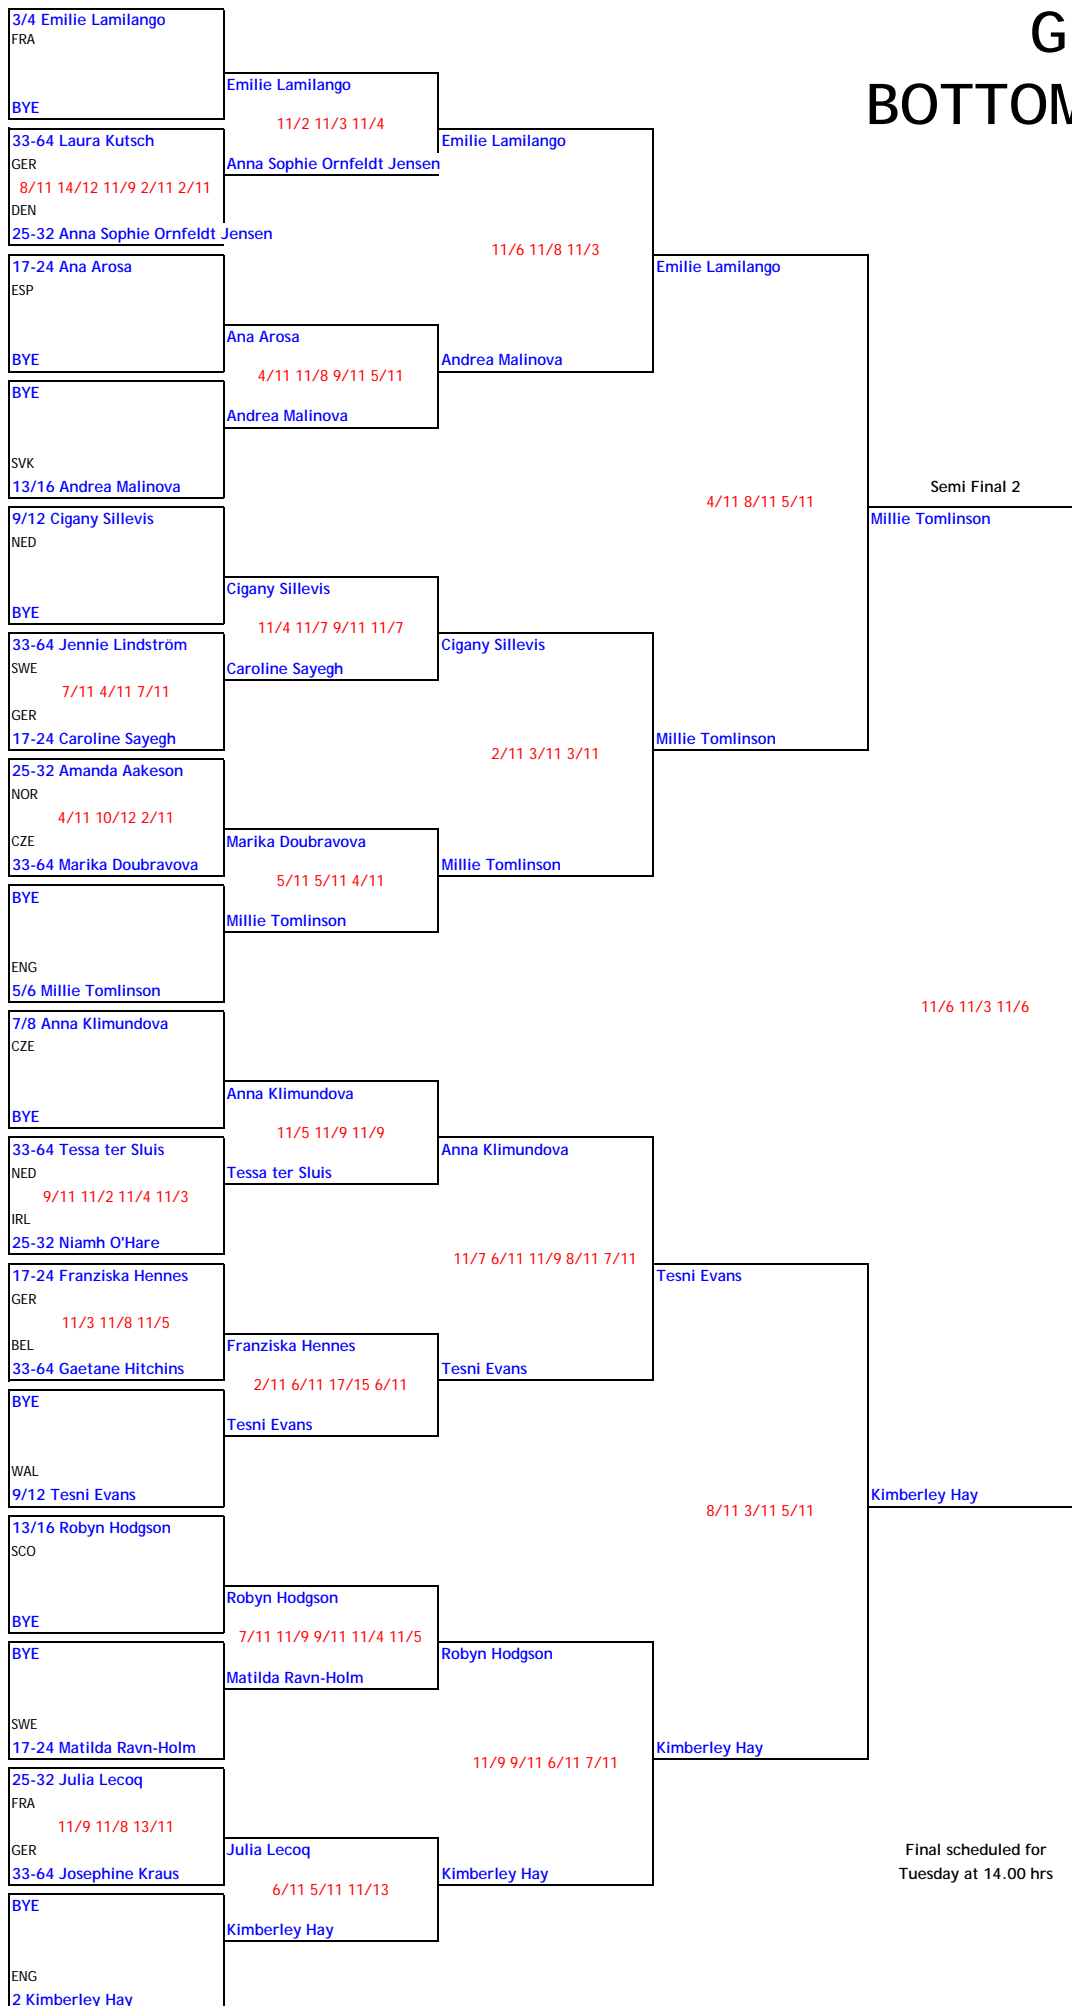 G
BOTTOM
3/4 Emilie Lamilango
FRA
BYE
33-64 Laura Kutsch
GER
8/11 14/12 11/9 2/11 2/11
DEN
25-32 Anna Sophie Ornfeldt Jensen
17-24 Ana Arosa
ESP
BYE
BYE
SVK
13/16 Andrea Malinova
9/12 Cigany Sillevis
NED
BYE
33-64 Jennie Lindström
SWE
7/11 4/11 7/11
GER
17-24 Caroline Sayegh
25-32 Amanda Aakeson
NOR
4/11 10/12 2/11
CZE
33-64 Marika Doubravova
BYE
ENG
5/6 Millie Tomlinson
7/8 Anna Klimundova
CZE
BYE
33-64 Tessa ter Sluis
NED
9/11 11/2 11/4 11/3
IRL
25-32 Niamh O'Hare
17-24 Franziska Hennes
GER
11/3 11/8 11/5
BEL
33-64 Gaetane Hitchins
BYE
WAL
9/12 Tesni Evans
13/16 Robyn Hodgson
SCO
BYE
BYE
SWE
17-24 Matilda Ravn-Holm
25-32 Julia Lecoq
FRA
11/9 11/8 13/11
GER
33-64 Josephine Kraus
BYE
ENG
2 Kimberley Hay
Emilie Lamilango
11/2 11/3 11/4
Anna Sophie Ornfeldt Jensen
Ana Arosa
4/11 11/8 9/11 5/11
Andrea Malinova
Cigany Sillevis
11/4 11/7 9/11 11/7
Caroline Sayegh
Marika Doubravova
5/11 5/11 4/11
Millie Tomlinson
Anna Klimundova
11/5 11/9 11/9
Tessa ter Sluis
Franziska Hennes
2/11 6/11 17/15 6/11
Tesni Evans
Robyn Hodgson
7/11 11/9 9/11 11/4 11/5
Matilda Ravn-Holm
Julia Lecoq
6/11 5/11 11/13
Kimberley Hay
Emilie Lamilango
11/6 11/8 11/3
Andrea Malinova
Cigany Sillevis
2/11 3/11 3/11
Millie Tomlinson
Anna Klimundova
11/7 6/11 11/9 8/11 7/11
Tesni Evans
Robyn Hodgson
11/9 9/11 6/11 7/11
Kimberley Hay
Emilie Lamilango
4/11 8/11 5/11
Millie Tomlinson
Tesni Evans
8/11 3/11 5/11
Kimberley Hay
Semi Final 2
Millie Tomlinson
11/6 11/3 11/6
Kimberley Hay
Final scheduled for
Tuesday at 14.00 hrs